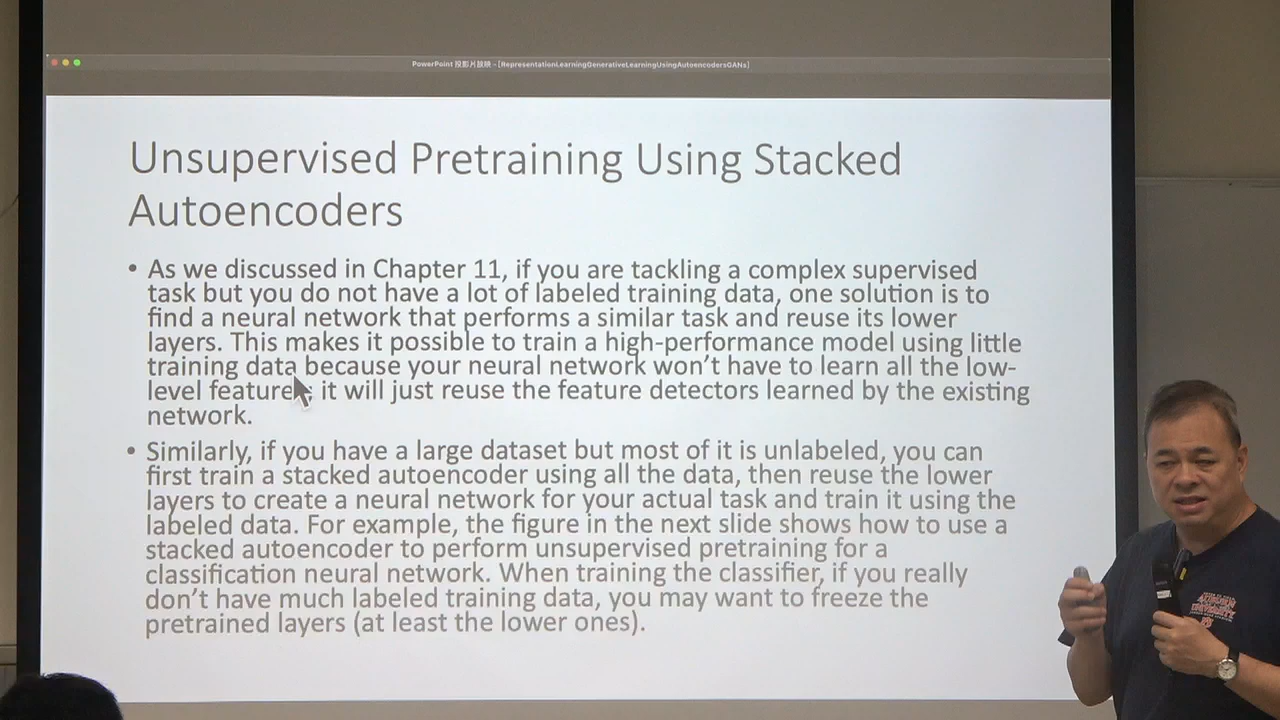 PowerPoint 投影片放映 - [RepresentationLearningGenerativeLearningUsingAutoencodersGANs]
Unsupervised Pretraining Using Stacked
Autoencoders
• As we discussed in Chapter 11, if you are tackling a complex supervised
task but you do not have a lot of labeled training data, one solution is to
find a neural network that performs a similar task and reuse its lower
layers. This makes it possible to train a high-performance model using little
training data because your neural network won't have to learn all the low-
level feature it will just reuse the feature detectors learned by the existing
network.
• Similarly, if you have a large dataset but most of it is unlabeled, you can
first train a stacked autoencoder using all the data, then reuse the lower
layers to create a neural network for your actual task and train it using the
labeled data. For example, the figure in the next slide shows how to use a
stacked autoencoder to perform unsupervised pretraining for a
classification neural network. When training the classifier, if you really
don't have much labeled training data, you may want to freeze the
pretrained layers (at least the lower ones).
AUBURN
UNIVERSITY